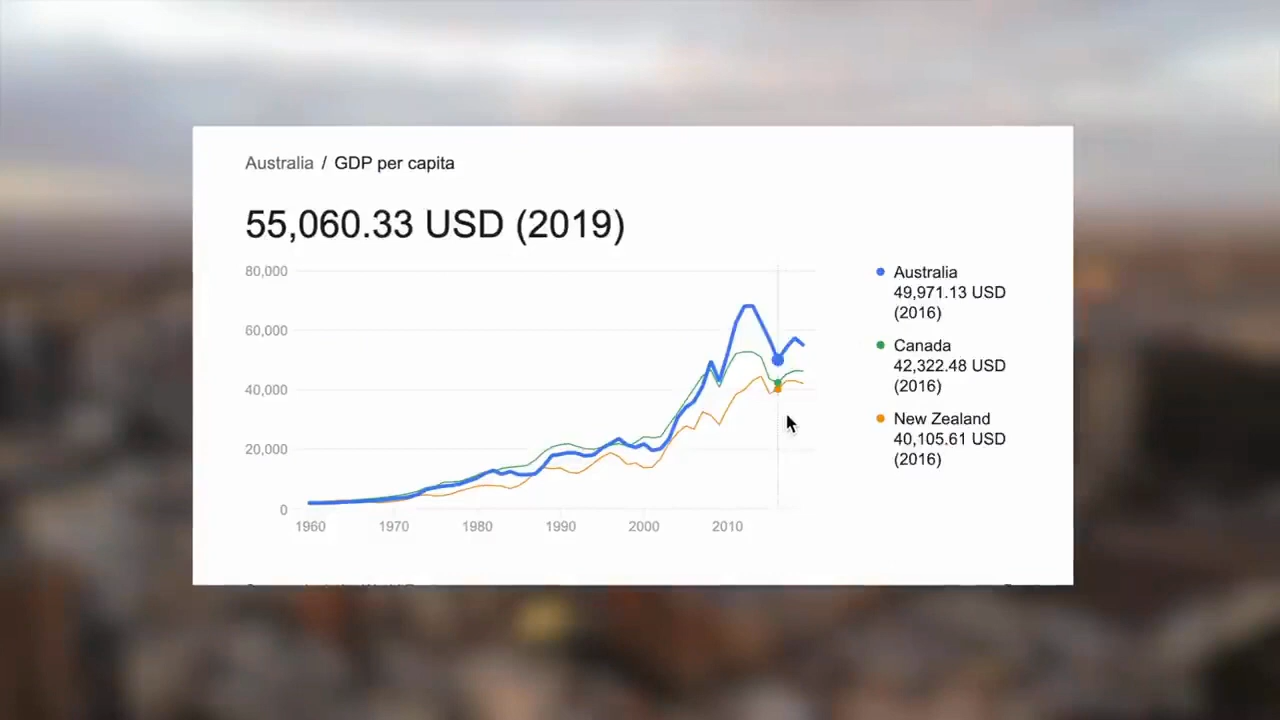 Australia / GDP per capita
55,060.33 USD (2019)
80,000
60,000
40,000
20,000
0
1960 1970 1980 1990 2000 2010
Australia
49,971.13 USD
(2016)
Canada
42,322.48 USD
(2016)
New Zealand
40,105.61 USD
(2016)